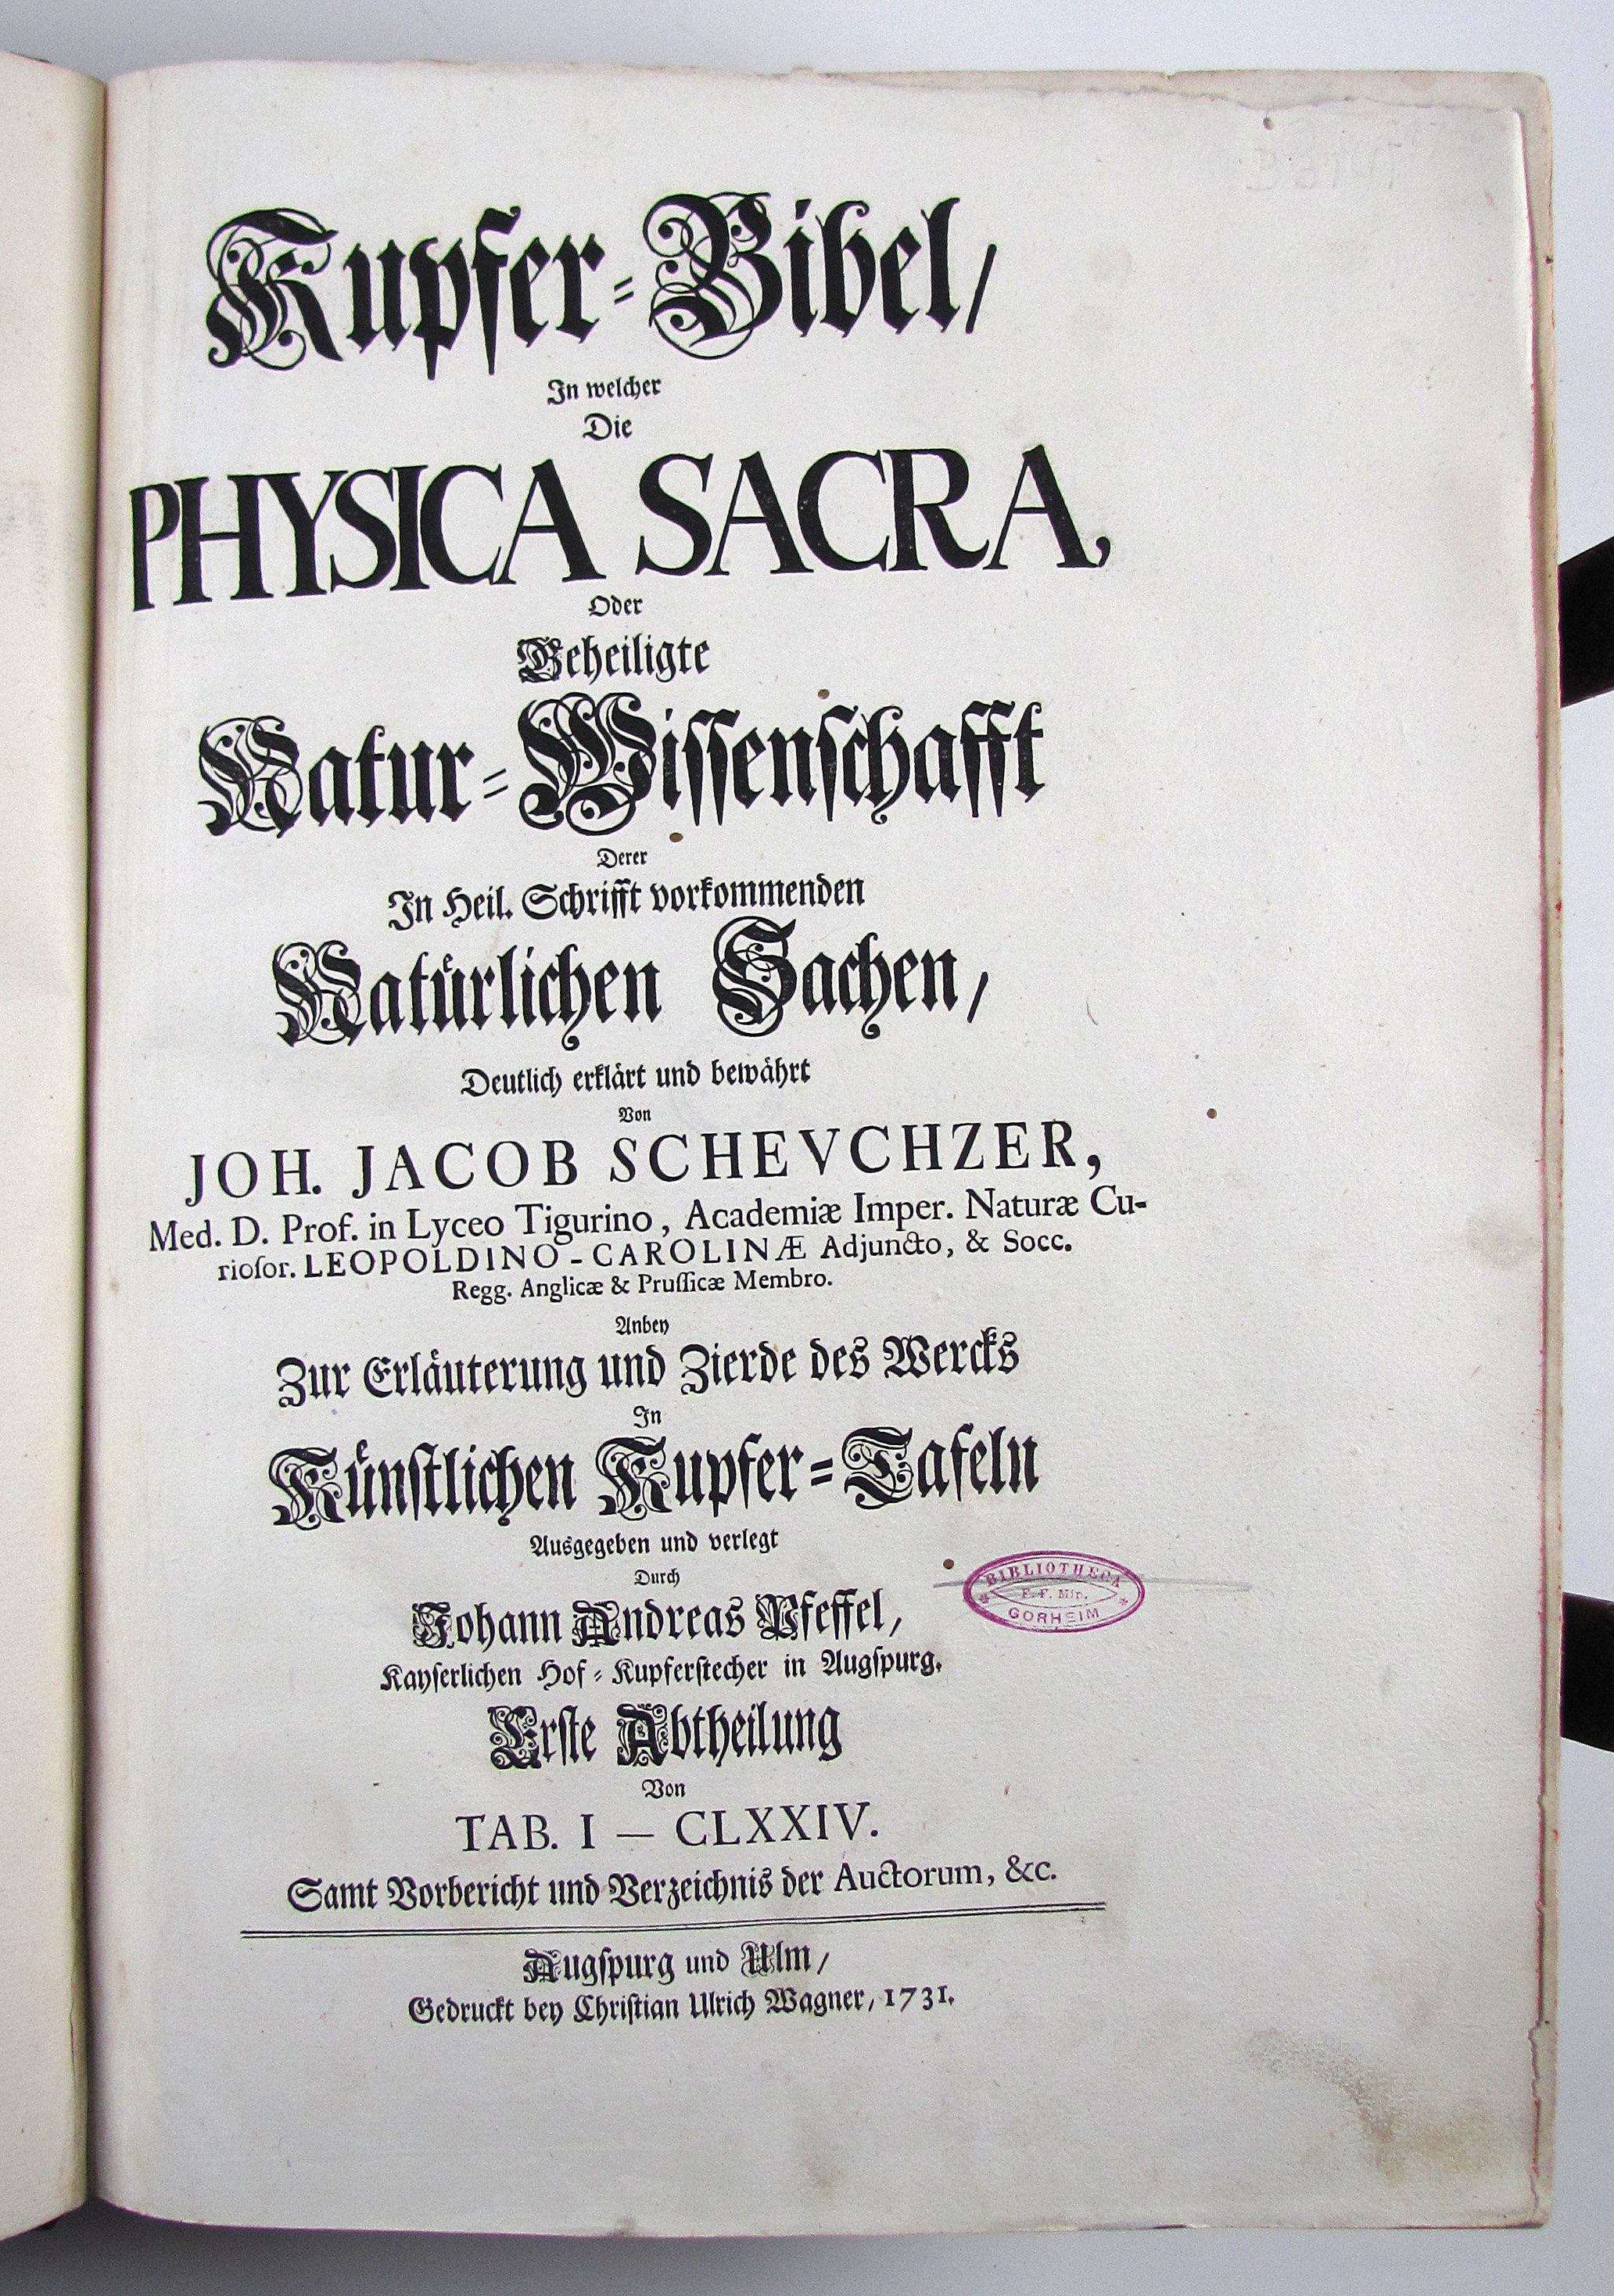 Kupfer-Bibel/
In welcher
Die
PHYSICA SACRA,
Oder
Geheiligte
Natur-Wissenschafft
Derer
In Heil. Schrifft vorkommenden
Natürlichen Sachen/
Deutlich erklärt und bewährt
Von
JOH. JACOB SCHEVCHZER,
Med. D. Prof. in Lyceo Tigurino, Academiæ Imper. Naturæ Cu-
rioſor. LEOPOLDINO-CAROLINÆ Adjuncto, & Socc.
Regg. Anglicæ & Pruſſicæ Membro.
Anbey
Zur Erläuterung und Zierde des Wercks
In
Künſtlichen Kupfer-Tafeln
Ausgegeben und verlegt
Durch
Johann Andreas Pfeffel/
Kayſerlichen Hof-Kupferſtecher in Augſpurg.
BIBLIOTHECA
F. F. Min.
GORHEIM
Erſte Abtheilung
Von
TAB. I — CLXXIV.
Samt Vorbericht und Verzeichnis der Auctorum, &c.
Augſpurg und Ulm/
Gedruckt bey Chriſtian Ulrich Wagner, 1731.